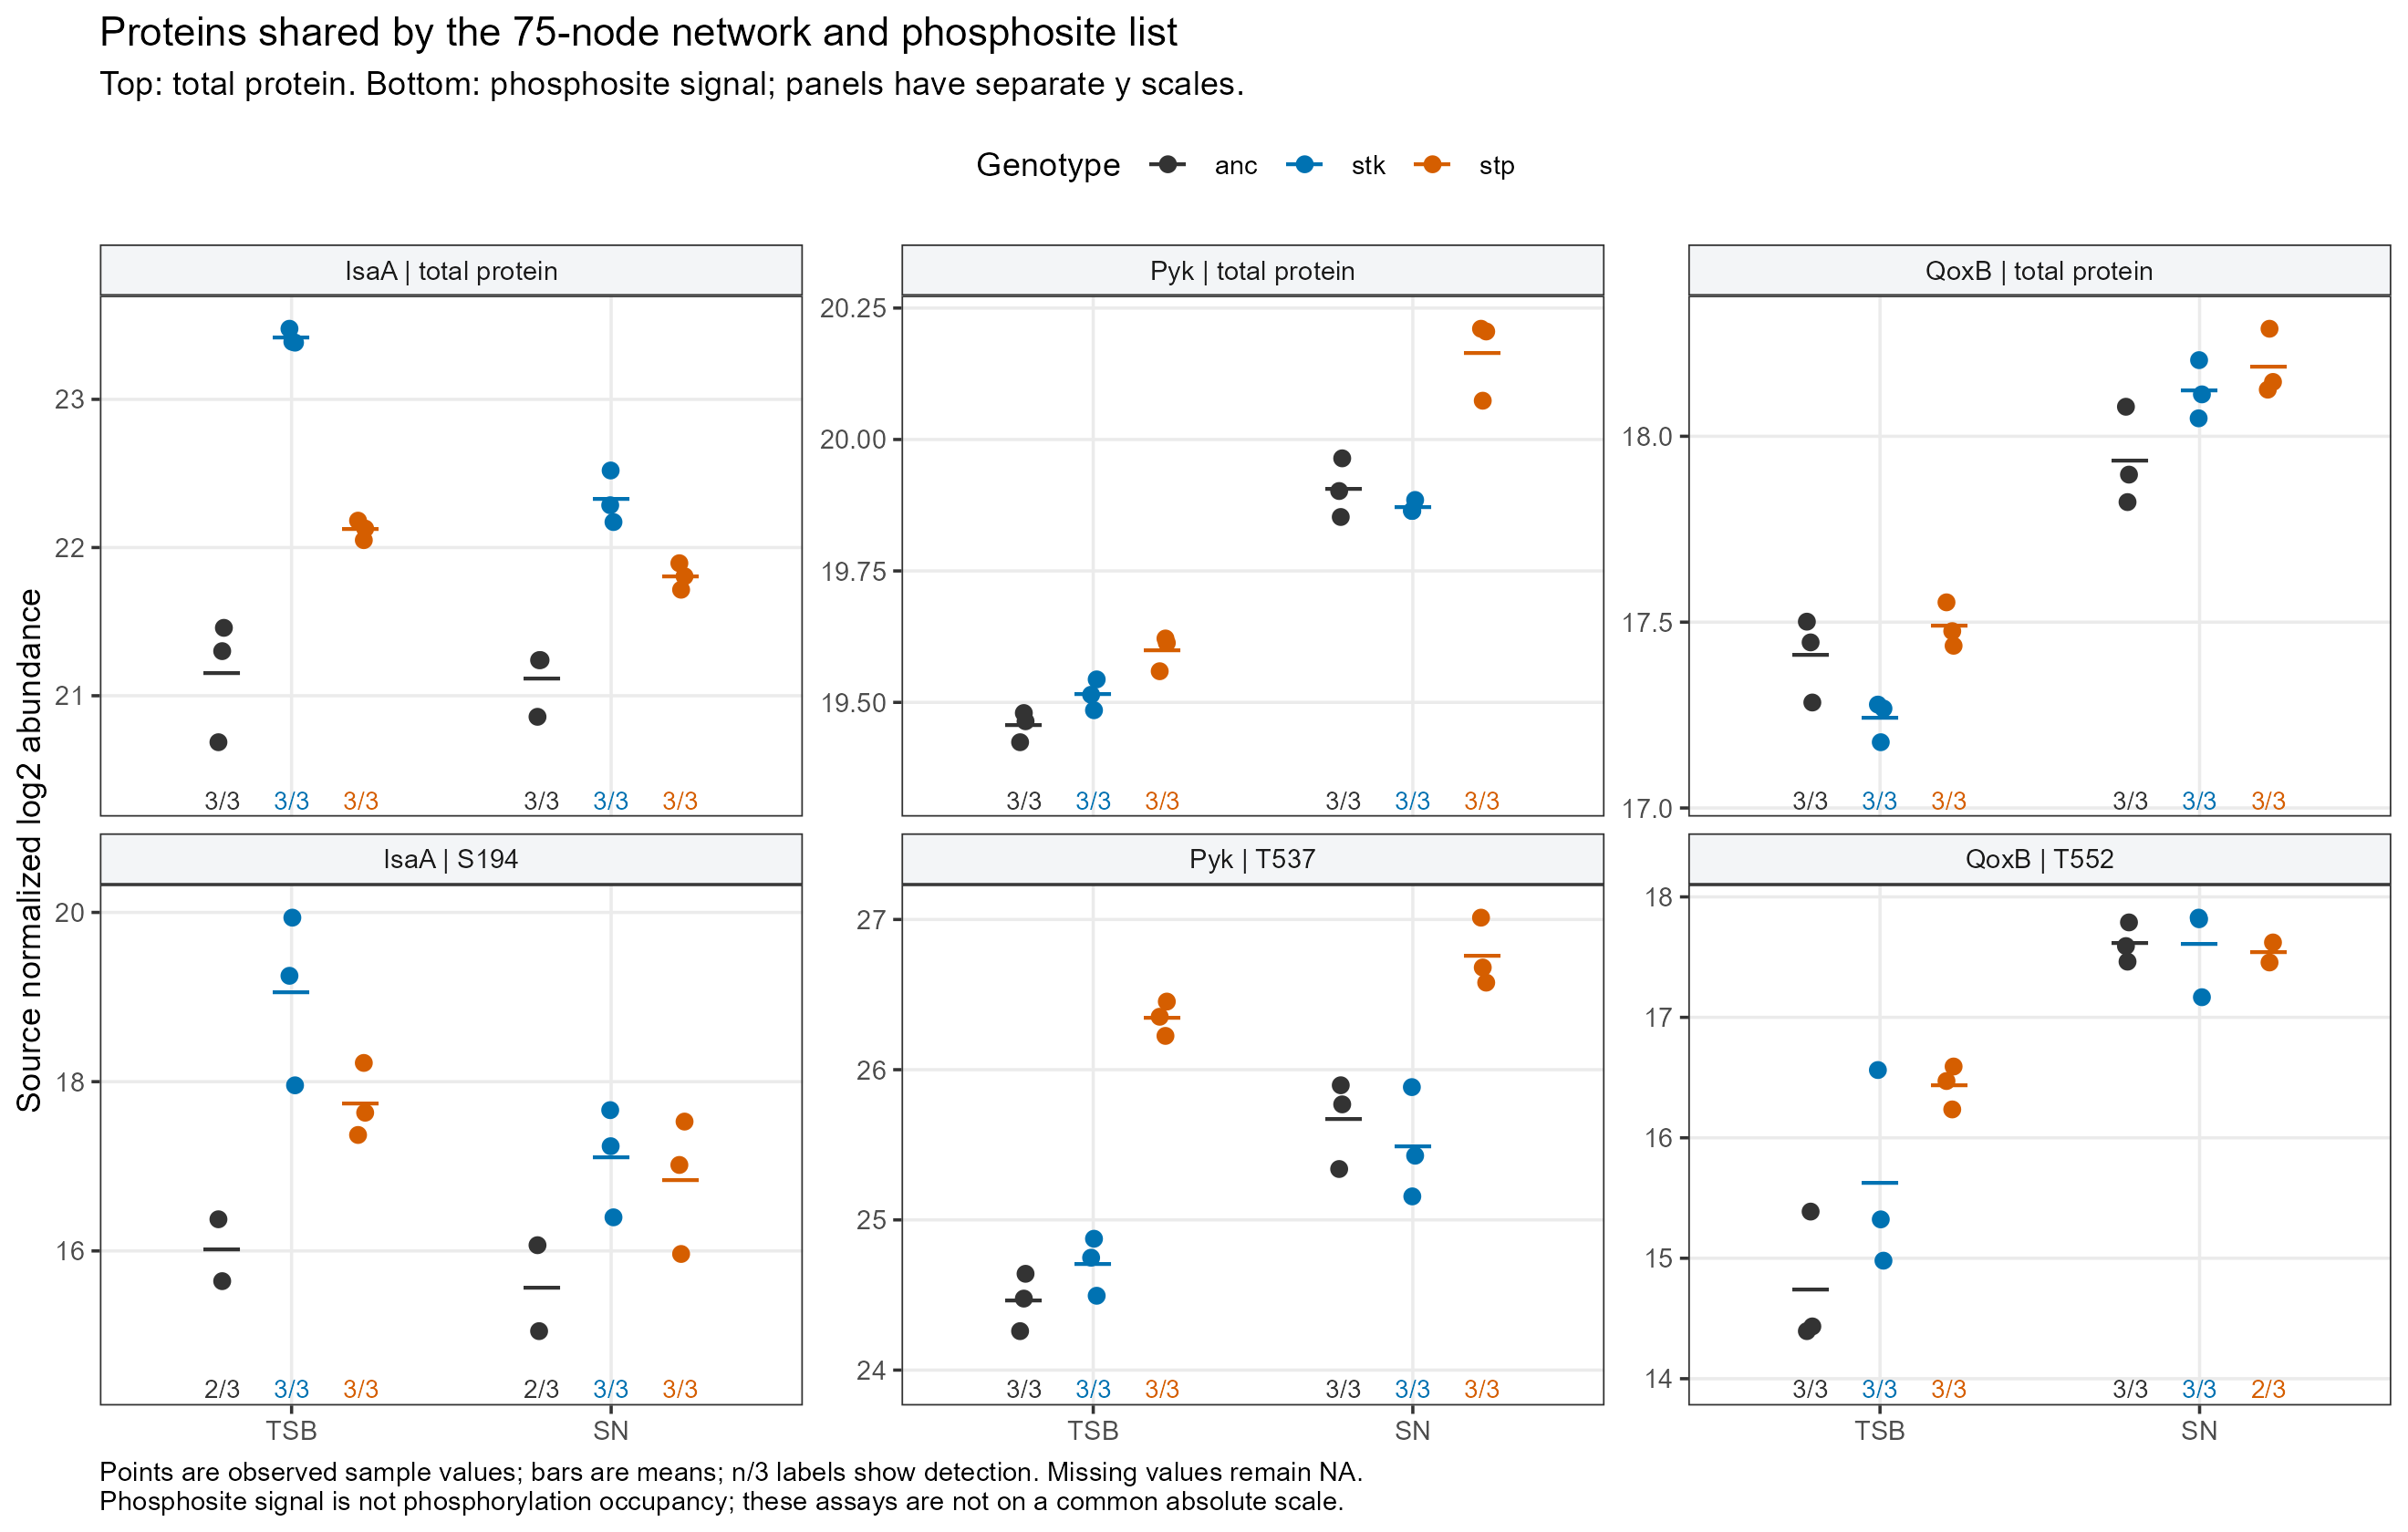 Proteins shared by the 75-node network and phosphosite list
Top: total protein. Bottom: phosphosite signal; panels have separate y scales.
Genotype anc stk stp
Source normalized log2 abundance
IsaA | total protein
23
22
21
3/3 3/3 3/3 3/3 3/3 3/3
Pyk | total protein
20.25
20.00
19.75
19.50
3/3 3/3 3/3 3/3 3/3 3/3
QoxB | total protein
18.0
17.5
17.0
3/3 3/3 3/3 3/3 3/3 3/3
IsaA | S194
20
18
16
2/3 3/3 3/3 2/3 3/3 3/3
TSB SN
Pyk | T537
27
26
25
24
3/3 3/3 3/3 3/3 3/3 3/3
TSB SN
QoxB | T552
18
17
16
15
14
3/3 3/3 3/3 3/3 3/3 2/3
TSB SN
Points are observed sample values; bars are means; n/3 labels show detection. Missing values remain NA.
Phosphosite signal is not phosphorylation occupancy; these assays are not on a common absolute scale.